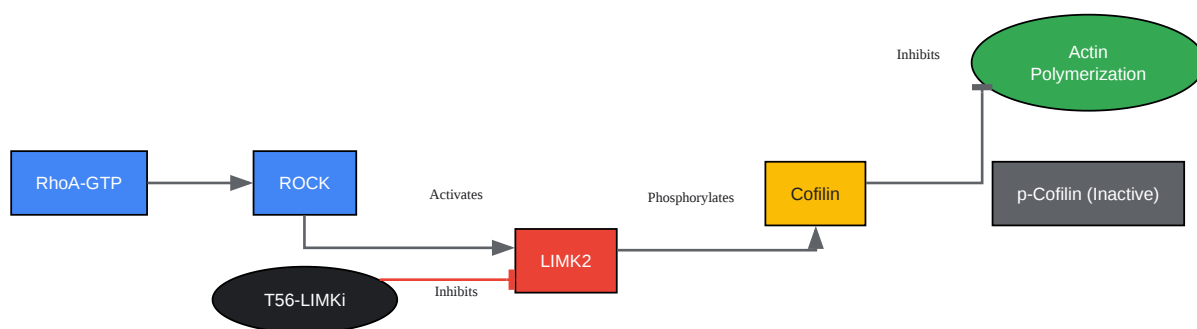 Inhibits
Actin
Polymerization
RhoA-GTP
ROCK
Activates
Phosphorylates
Cofilin
p-Cofilin (Inactive)
LIMK2
T56-LIMKi
Inhibits